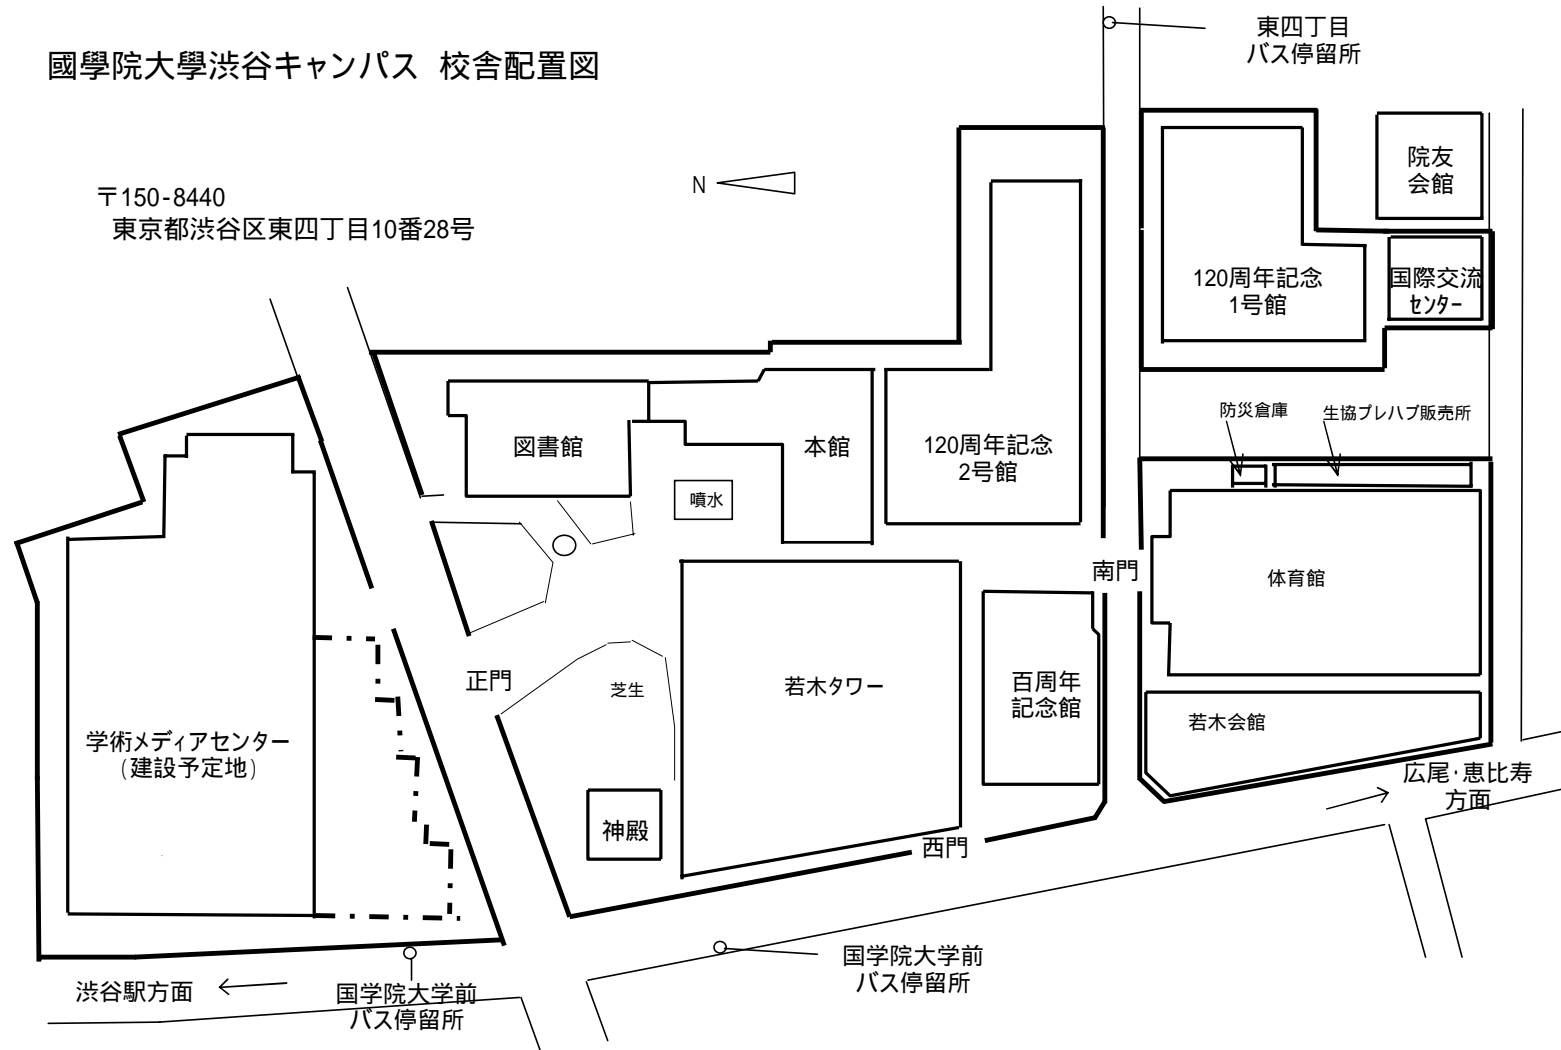 東四丁目
バス停留所
國學院大學渋谷キャンパス 校舎配置図
院友
会館
〒150-8440
東京都渋谷区東四丁目10番28号
N
120周年記念
1号館
国際交流
センター
防災倉庫
生協プレハブ販売所
図書館
本館
120周年記念
2号館
噴水
南門
体育館
正門
芝生
若木タワー
百周年
記念館
若木会館
学術メディアセンター
(建設予定地)
広尾・恵比寿
方面
神殿
西門
国学院大学前
バス停留所
渋谷駅方面
国学院大学前
バス停留所